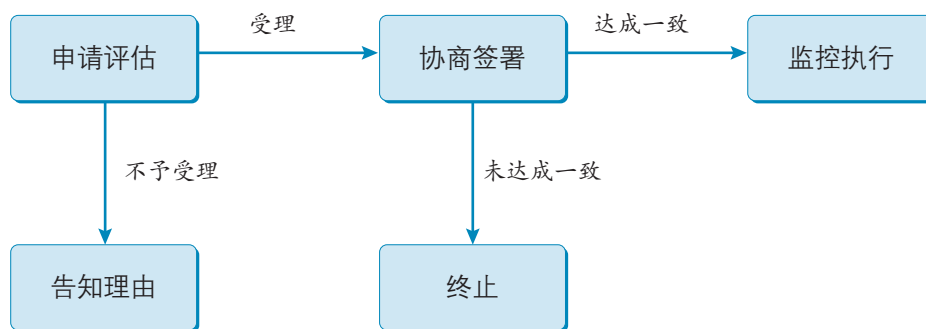 受理
达成一致
申请评估
协商签署
监控执行
不予受理
未达成一致
告知理由
终止